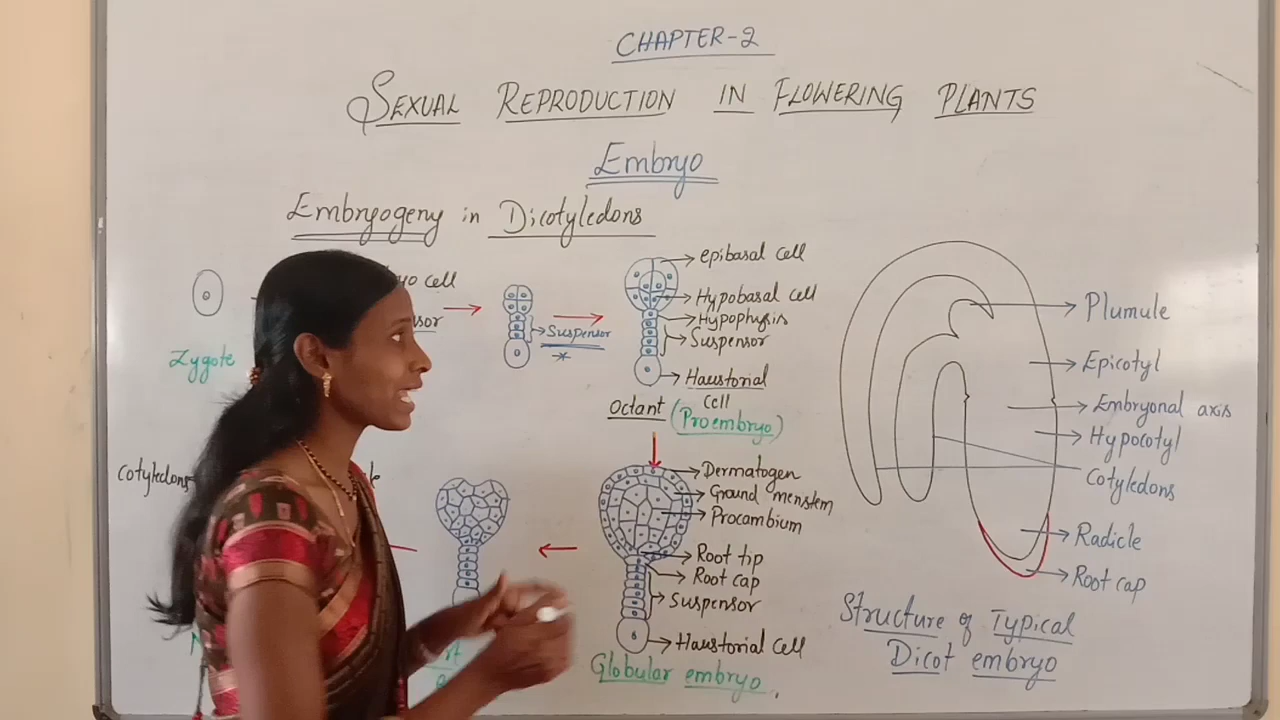 CHAPTER-2
SEXUAL REPRODUCTION IN FLOWERING PLANTS
Embryo
Embryogeny in Dicotyledons
Zygote
cell
Suspensor
epibasal cell
Hypobasal cell
Hypophysis
Suspensor
Haustorial
cell
Octant (Proembryo)
Cotyledons
Dermatogen
Ground menstem
Procambium
Root tip
Root cap
Suspensor
Haustorial Cell
Globular embryo
Plumule
Epicotyl
Embryonal axis
Hypocotyl
Cotyledons
Radicle
Root cap
Structure of Typical
Dicot embryo